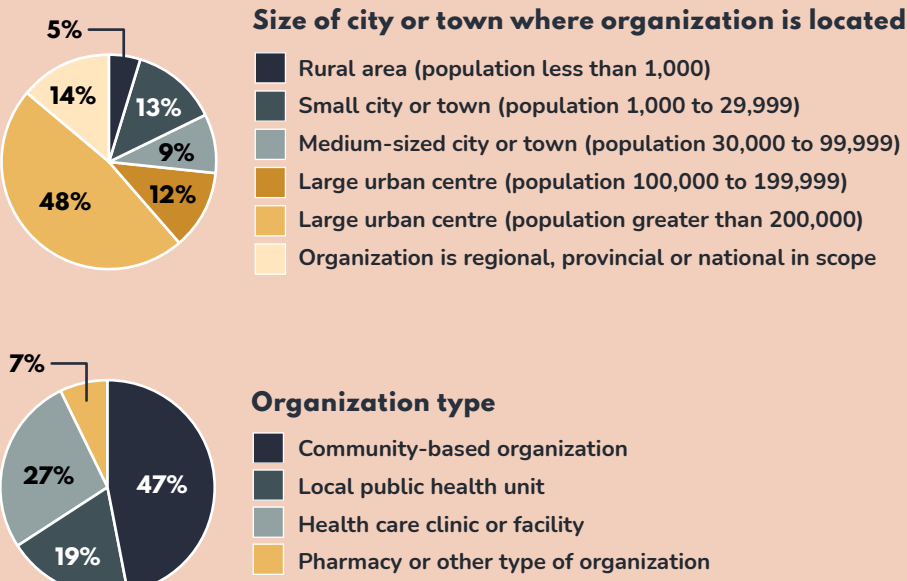 Size of city or town where organization is located
5%
14%
13%
9%
12%
48%
Rural area (population less than 1,000)
Small city or town (population 1,000 to 29,999)
Medium-sized city or town (population 30,000 to 99,999)
Large urban centre (population 100,000 to 199,999)
Large urban centre (population greater than 200,000)
Organization is regional, provincial or national in scope
7%
27%
47%
19%
Organization type
Community-based organization
Local public health unit
Health care clinic or facility
Pharmacy or other type of organization